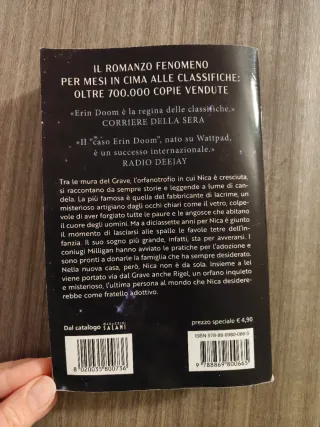 IL ROMANZO FENOMENO
PER MESI IN CIMA ALLE CLASSIFICHE:
OLTRE 700.000 COPIE VENDUTE
«Erin Doom è la regina delle classifiche.»
CORRIERE DELLA SERA
«Il "caso Erin Doom", nato su Wattpad,
è un successo internazionale.»
RADIO DEEJAY
Tra le mura del Grave, l'orfanotrofio in cui Nica è cresciuta,
si raccontano da sempre storie e leggende a lume di cande-
la. La più famosa è quella del fabbricante di lacrime, un
misterioso artigiano dagli occhi chiari come il vetro, colpe-
vole di aver forgiato tutte le paure e le angosce che abitano
il cuore degli uomini. Ma a diciassette anni per Nica è giunto
il momento di lasciarsi alle spalle le favole tetre dell'in-
fanzia. Il suo sogno più grande, infatti, sta per avverarsi. I
coniugi Milligan hanno avviato le pratiche per l'adozione e
sono pronti a donarle la famiglia che ha sempre desiderato.
Nella nuova casa, però, Nica non è da sola. Insieme a lei
viene portato via dal Grave anche Rigel, un orfano inquieto
e misterioso, l'ultima persona al mondo che Nica desidere-
rebbe come fratello adottivo.
Dal catalogo
SALANI
prezzo speciale € 4,90
8 020035 800736
9 788869 800665